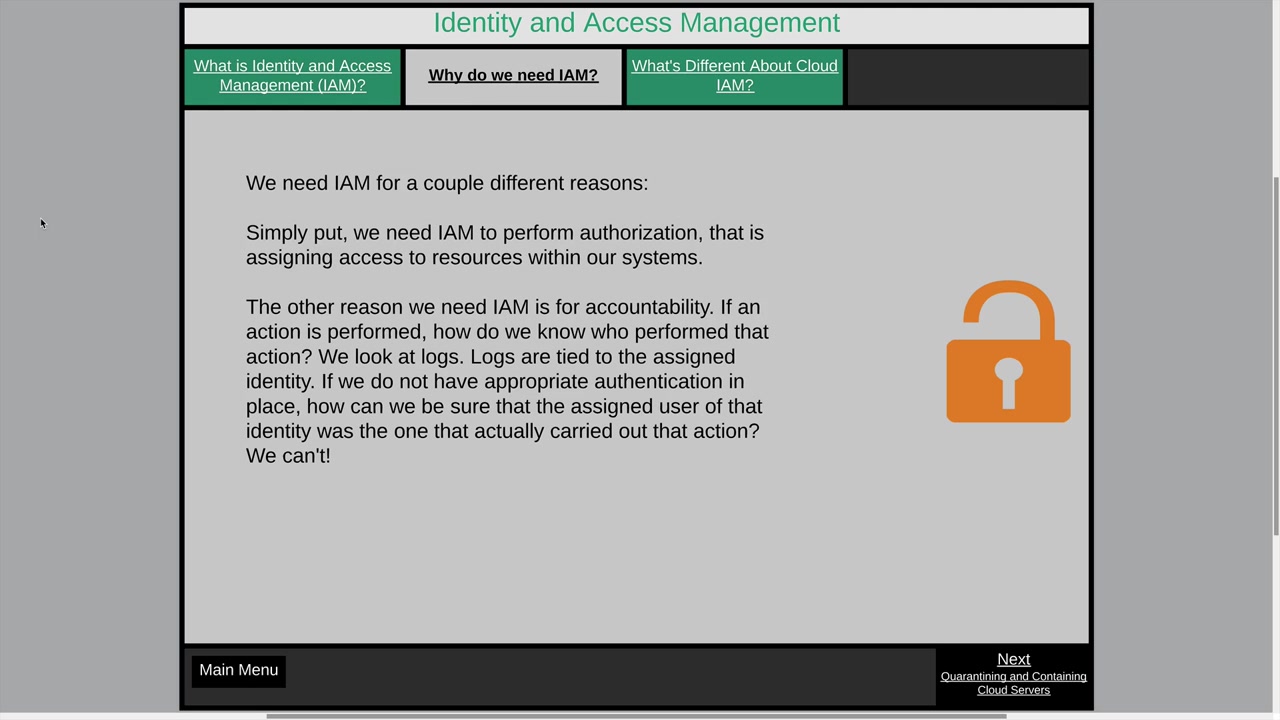 Identity and Access Management
What is Identity and Access
Management (IAM)?
Why do we need IAM?
What's Different About Cloud
IAM?
We need IAM for a couple different reasons:
Simply put, we need IAM to perform authorization, that is
assigning access to resources within our systems.
The other reason we need IAM is for accountability. If an
action is performed, how do we know who performed that
action? We look at logs. Logs are tied to the assigned
identity. If we do not have appropriate authentication in
place, how can we be sure that the assigned user of that
identity was the one that actually carried out that action?
We can't!
Main Menu
Next
Quarantining and Containing
Cloud Servers